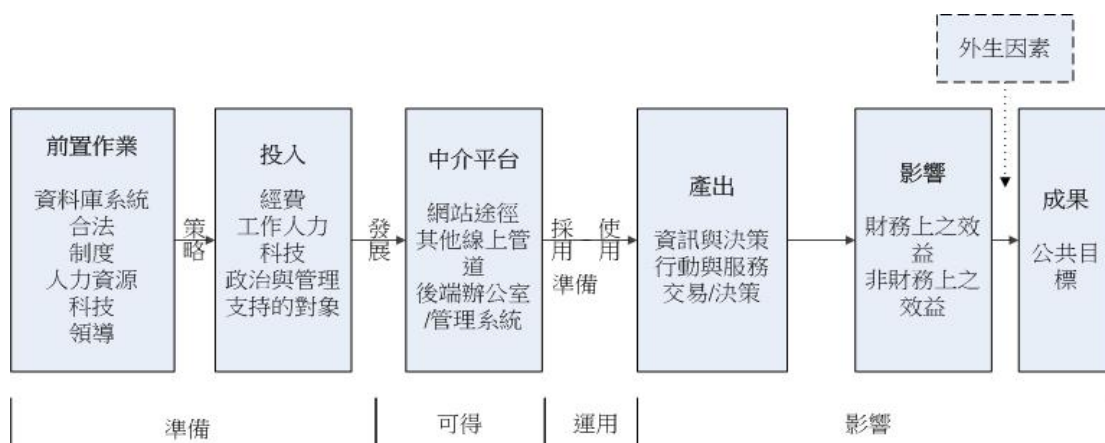 外生因素
前置作業
資料庫系統
合法
制度
人力資源
科技
領導
策略
投入
經費
工作人力
科技
政治與管理
支持的對象
發展
中介平台
網站途徑
其他線上管
道
後端辦公室
/管理系統
採用
使用
準備
產出
資訊與決策
行動與服務
交易/決策
影響
財務上之效
益
非財務上之
效益
成果
公共目
標
準備
可得
運用
影響